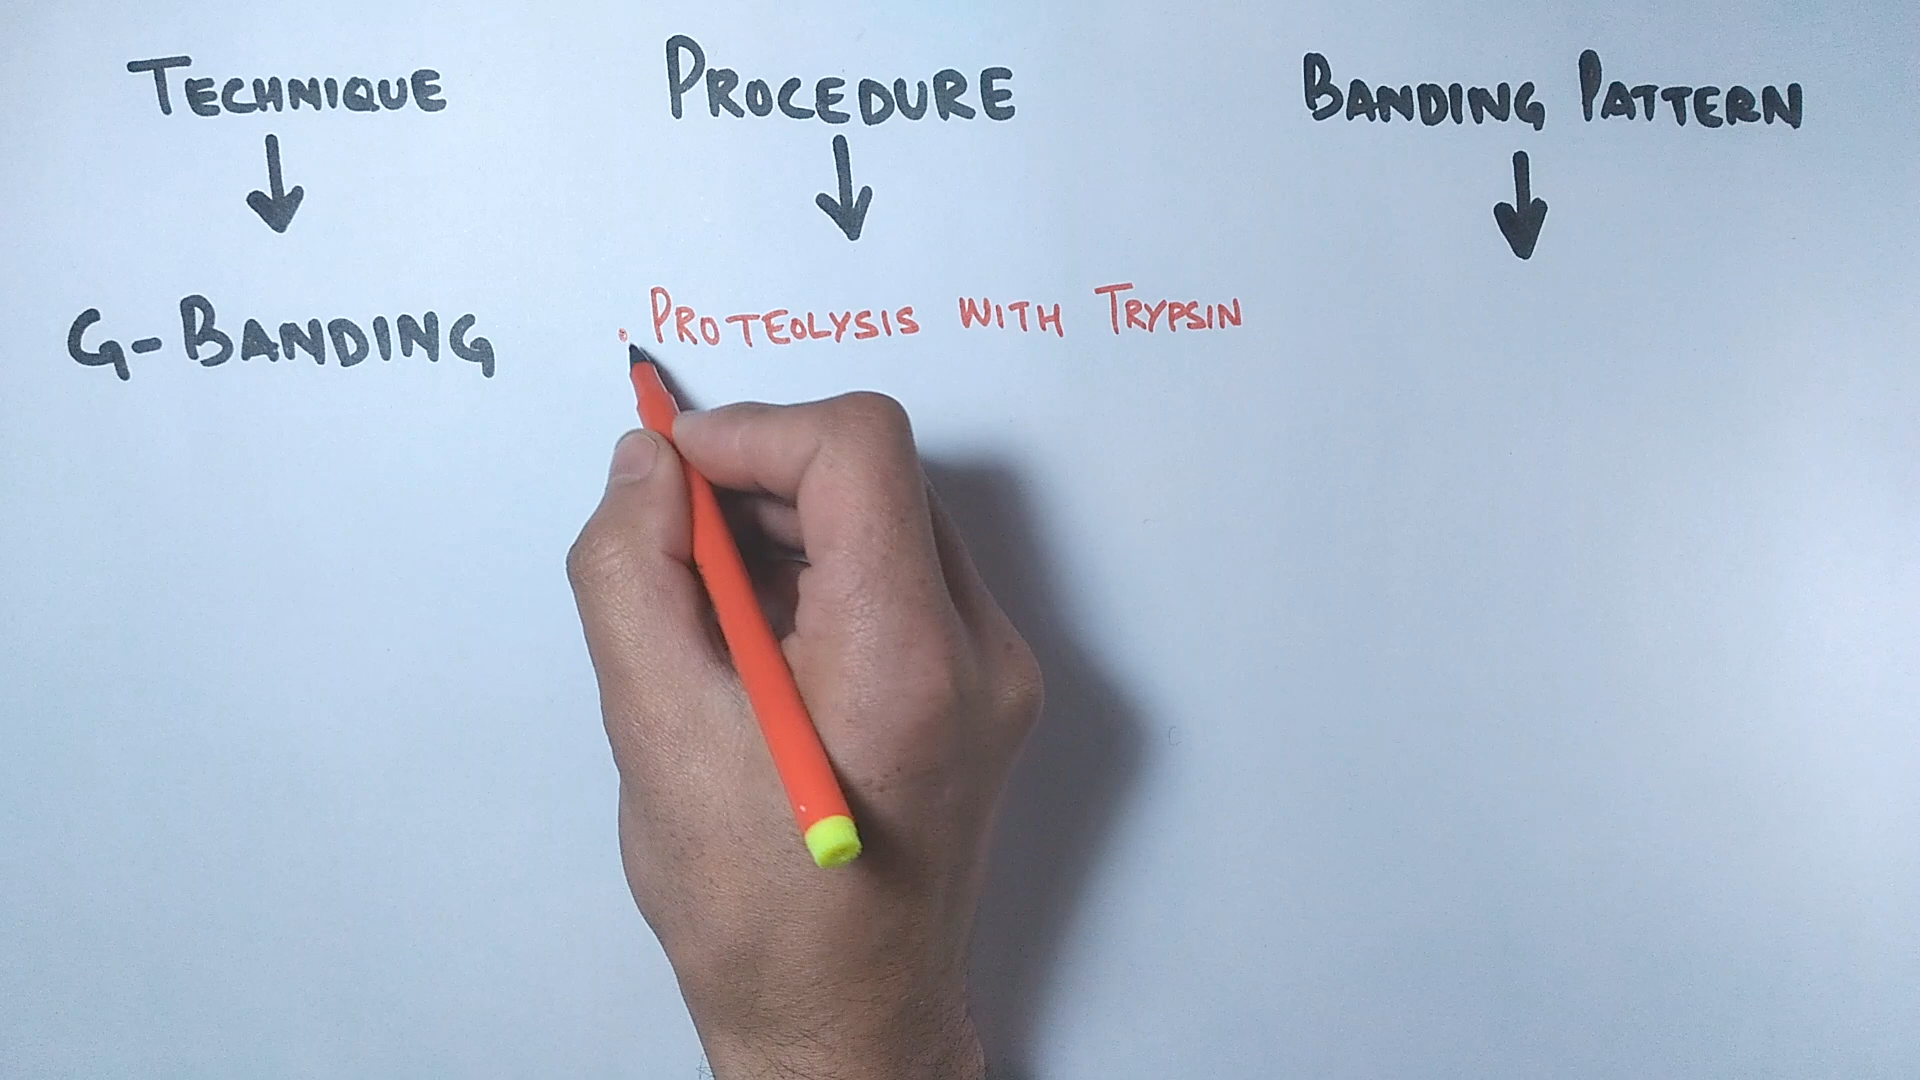 TECHNIQUE PROCEDURE BANDING PATTERN
G-BANDING . PROTEOLYSIS WITH TRYPSIN